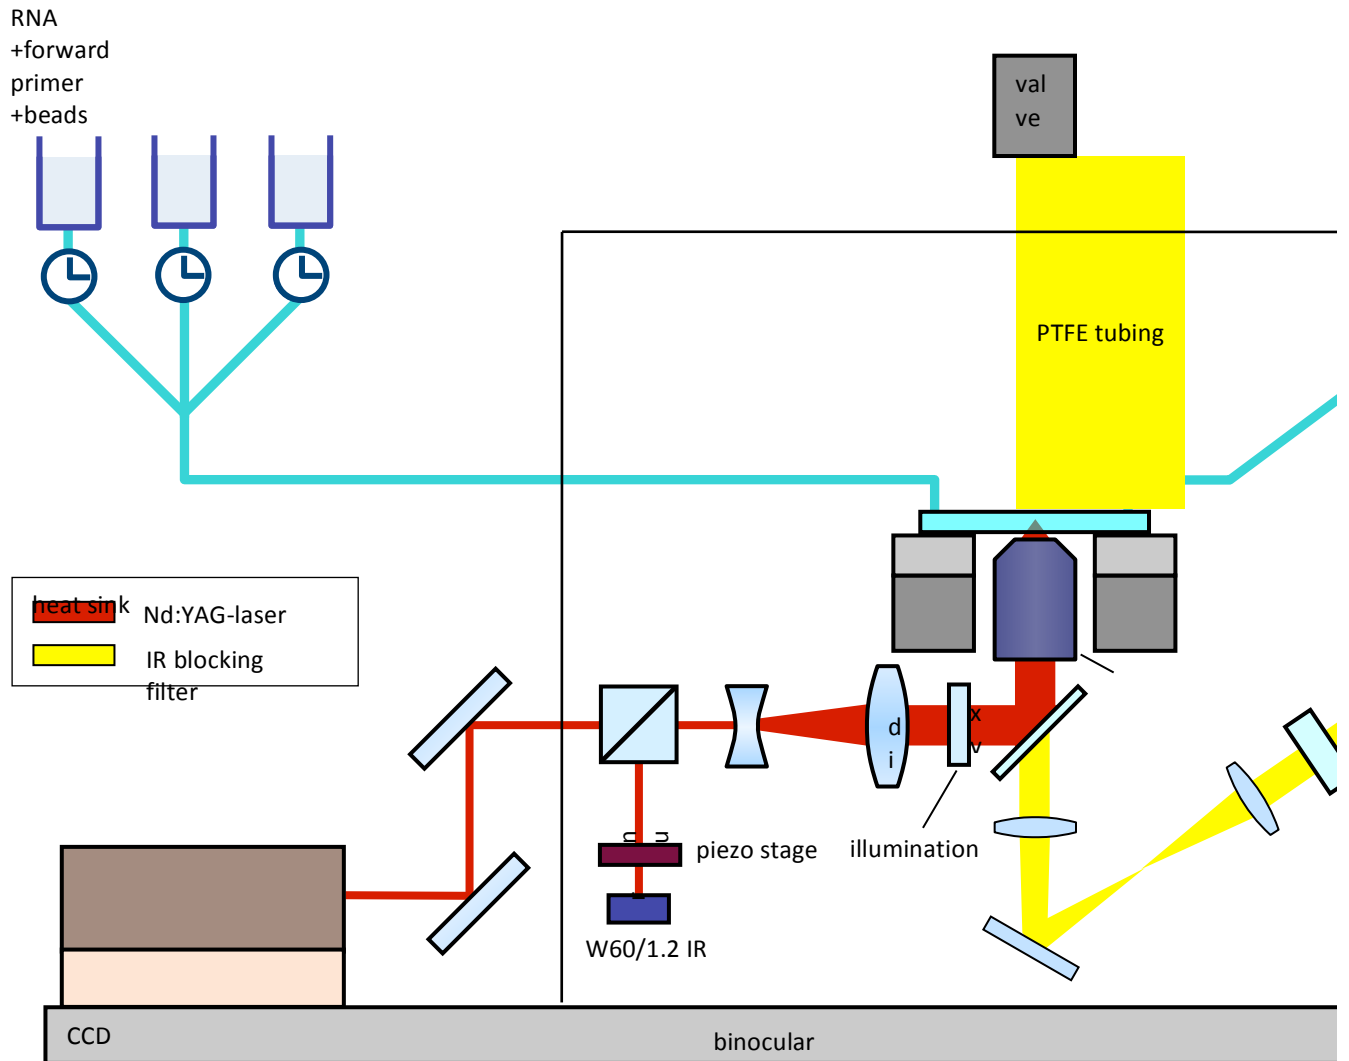 RNA
+forward
primer
+beads
val
ve
PTFE tubing
heat sink
Nd:YAG-laser
IR blocking
filter
x
d
v
i
u
n
piezo stage
illumination
W60/1.2 IR
CCD
binocular